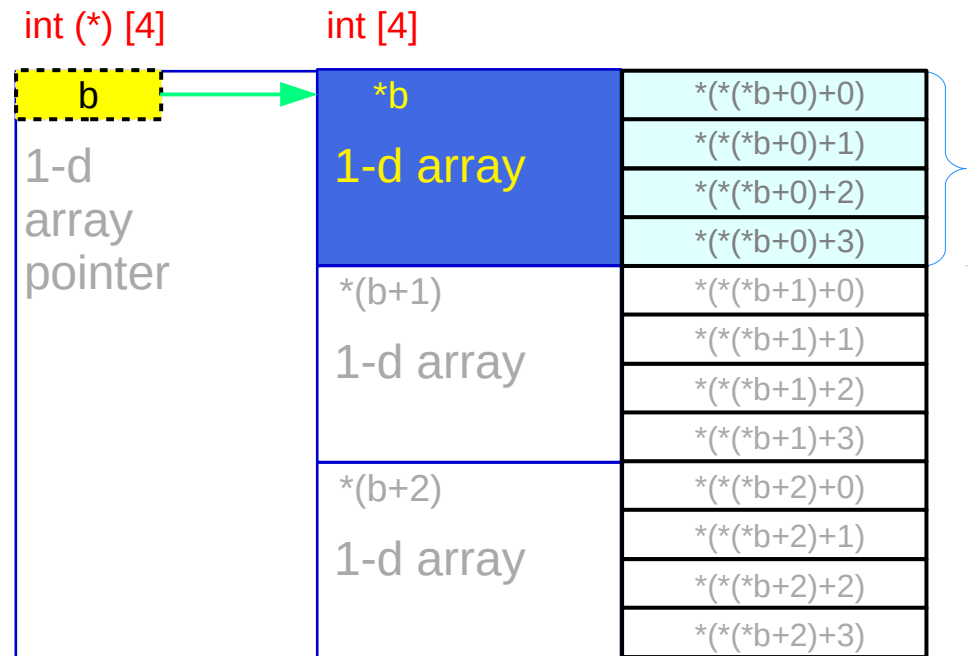 int (*) [4]
int [4]
b
1-d
array
pointer
*b
1-d array
*(*(*b+0)+0)
*(*(*b+0)+1)
*(*(*b+0)+2)
*(*(*b+0)+3)
*(b+1)
1-d array
*(*(*b+1)+0)
*(*(*b+1)+1)
*(*(*b+1)+2)
*(*(*b+1)+3)
*(b+2)
1-d array
*(*(*b+2)+0)
*(*(*b+2)+1)
*(*(*b+2)+2)
*(*(*b+2)+3)